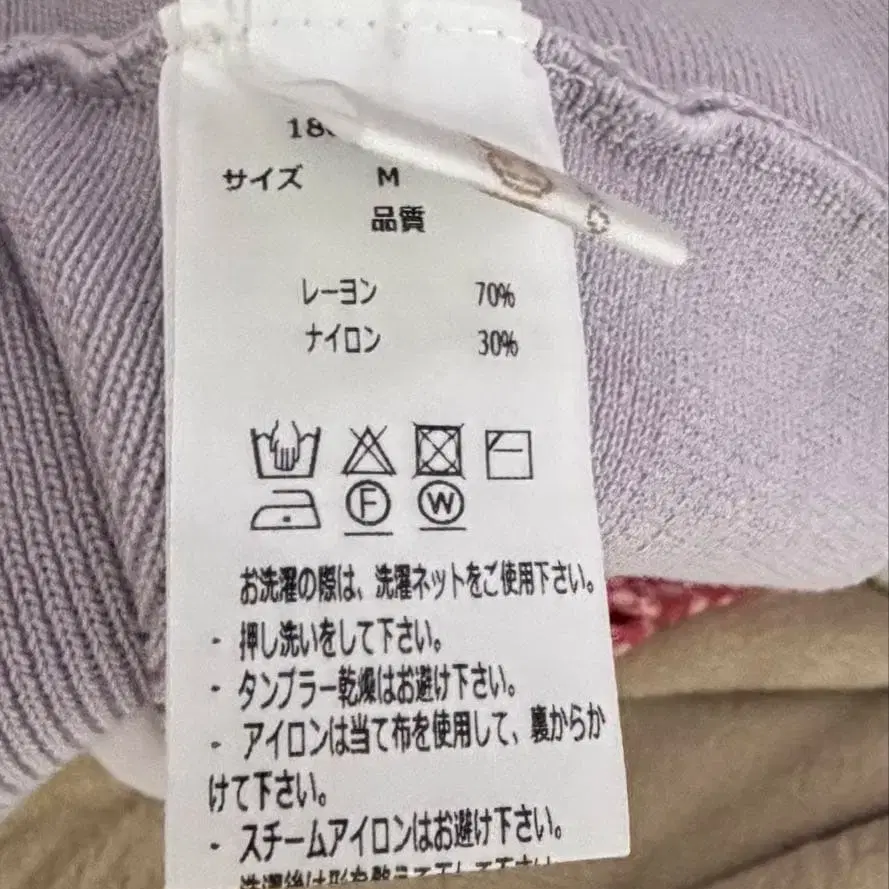 サイズ M
品質
レーヨン 70%
ナイロン 30%
F W
お洗濯の際は、洗濯ネットをご使用下さい。
- 押し洗いをして下さい。
- タンブラー乾燥はお避け下さい。
- アイロンは当て布を使用して、裏からか
けて下さい。
- スチームアイロンはお避け下さい。